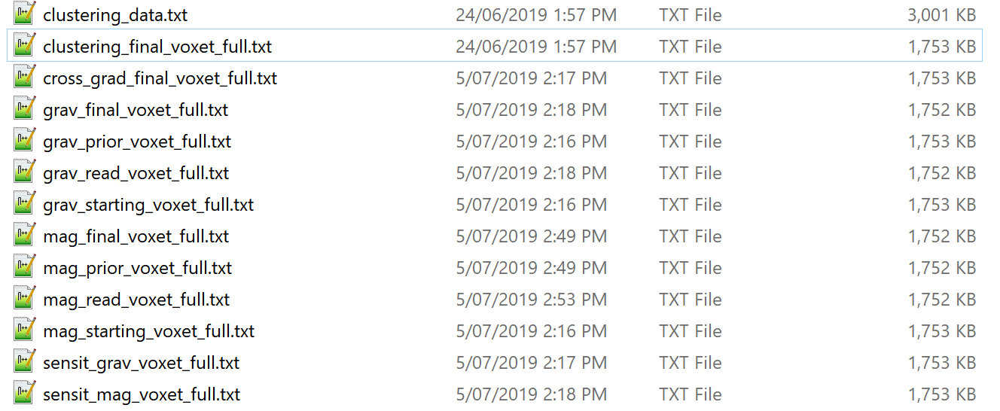 clustering_data.txt 24/06/2019 1:57 PM TXT File 3,001 KB
clustering_final_voxet_full.txt 24/06/2019 1:57 PM TXT File 1,753 KB
cross_grad_final_voxet_full.txt 5/07/2019 2:17 PM TXT File 1,753 KB
grav_final_voxet_full.txt 5/07/2019 2:18 PM TXT File 1,752 KB
grav_prior_voxet_full.txt 5/07/2019 2:16 PM TXT File 1,753 KB
grav_read_voxet_full.txt 5/07/2019 2:18 PM TXT File 1,752 KB
grav_starting_voxet_full.txt 5/07/2019 2:16 PM TXT File 1,753 KB
mag_final_voxet_full.txt 5/07/2019 2:49 PM TXT File 1,752 KB
mag_prior_voxet_full.txt 5/07/2019 2:49 PM TXT File 1,752 KB
mag_read_voxet_full.txt 5/07/2019 2:53 PM TXT File 1,752 KB
mag_starting_voxet_full.txt 5/07/2019 2:16 PM TXT File 1,753 KB
sensit_grav_voxet_full.txt 5/07/2019 2:17 PM TXT File 1,753 KB
sensit_mag_voxet_full.txt 5/07/2019 2:18 PM TXT File 1,753 KB